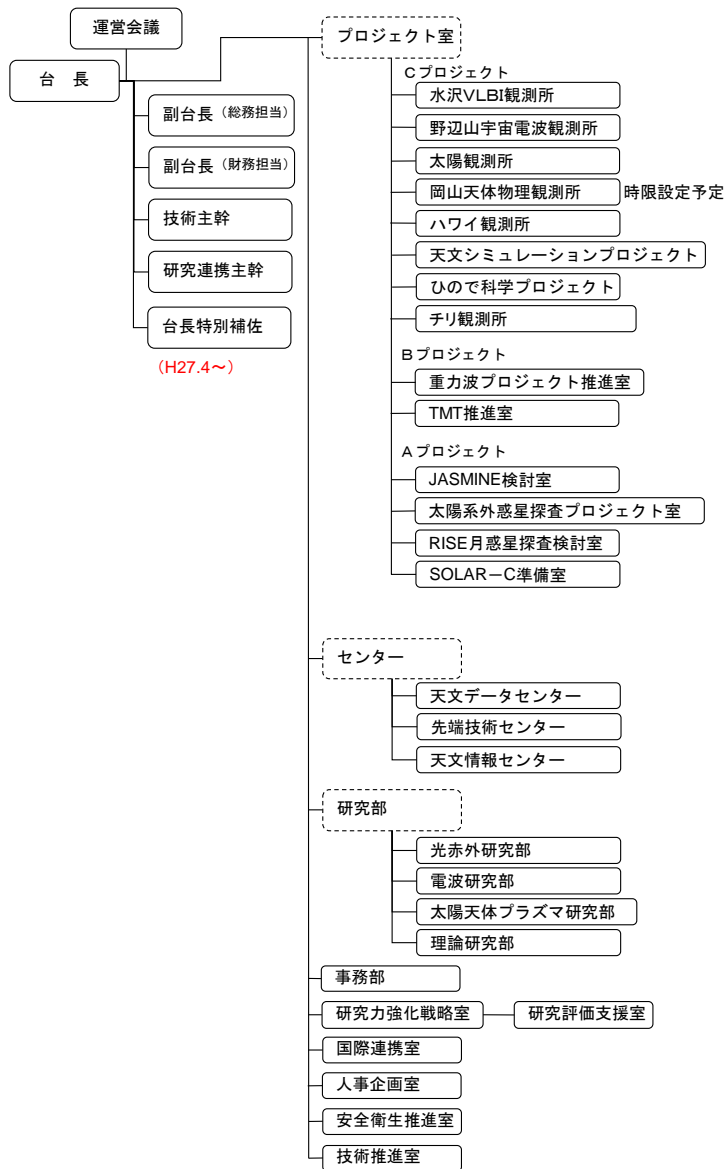 運営会議
台 長
副台長（総務担当）
副台長（財務担当）
技術主幹
研究連携主幹
台長特別補佐
（H27.4～）
プロジェクト室
Cプロジェクト
水沢VLBI観測所
野辺山宇宙電波観測所
太陽観測所
岡山天体物理観測所 時限設定予定
ハワイ観測所
天文シミュレーションプロジェクト
ひので科学プロジェクト
チリ観測所
Bプロジェクト
重力波プロジェクト推進室
TMT推進室
Aプロジェクト
JASMINE検討室
太陽系外惑星探査プロジェクト室
RISE月惑星探査検討室
SOLAR－C準備室
センター
天文データセンター
先端技術センター
天文情報センター
研究部
光赤外研究部
電波研究部
太陽天体プラズマ研究部
理論研究部
事務部
研究力強化戦略室 研究評価支援室
国際連携室
人事企画室
安全衛生推進室
技術推進室